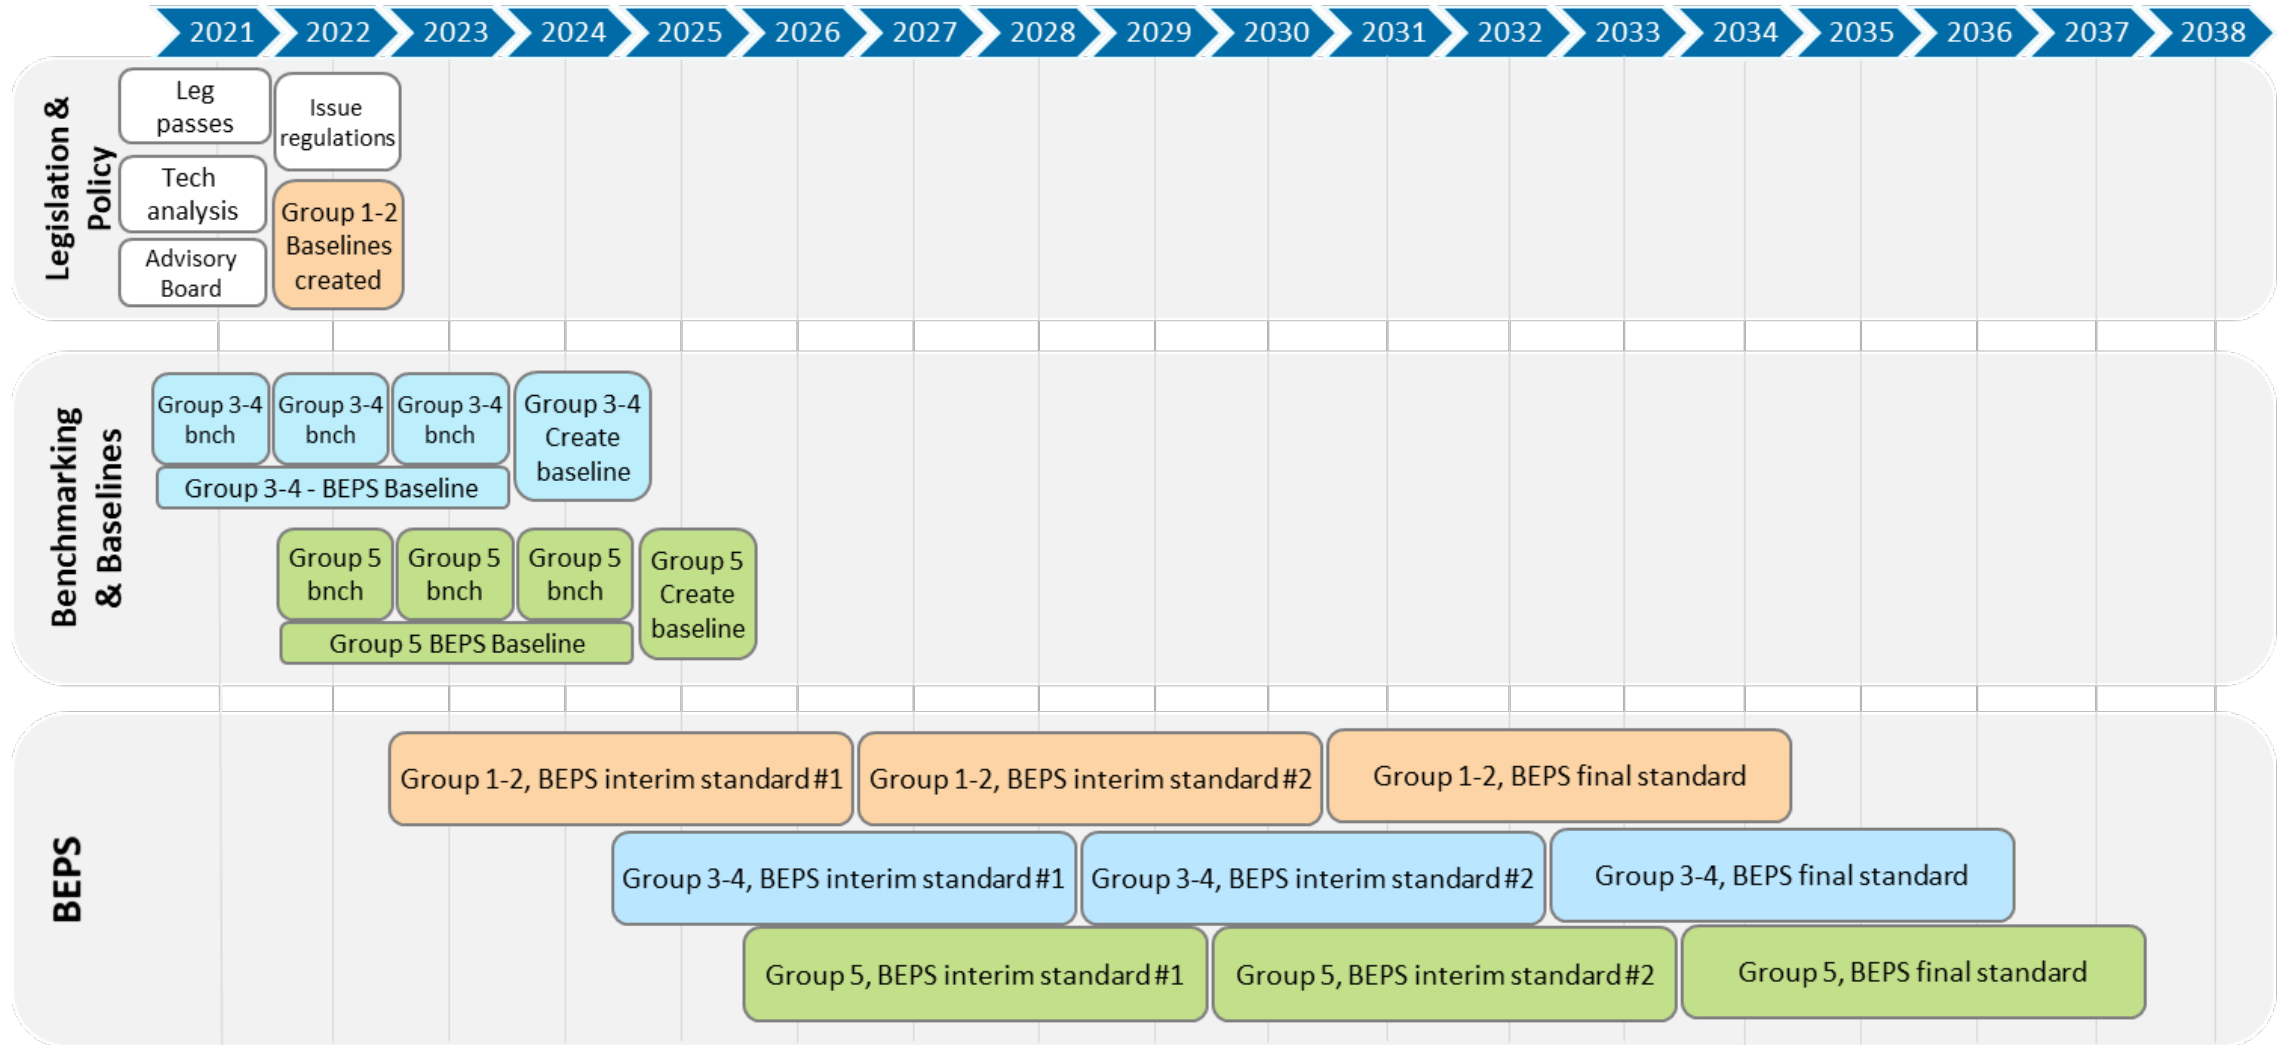 2021 2022 2023 2024 2025 2026 2027 2028 2029 2030 2031 2032 2033 2034 2035 2036 2037 2038
Legislation &
Policy
Leg
passes
Tech
analysis
Advisory
Board
Issue
regulations
Group 1-2
Baselines
created
Benchmarking
& Baselines
Group 3-4
bnch
Group 3-4
bnch
Group 3-4
bnch
Group 3-4
Create
baseline
Group 3-4 - BEPS Baseline
Group 5
bnch
Group 5
bnch
Group 5
bnch
Group 5
Create
baseline
Group 5 BEPS Baseline
BEPS
Group 1-2, BEPS interim standard #1
Group 1-2, BEPS interim standard #2
Group 1-2, BEPS final standard
Group 3-4, BEPS interim standard #1
Group 3-4, BEPS interim standard #2
Group 3-4, BEPS final standard
Group 5, BEPS interim standard #1
Group 5, BEPS interim standard #2
Group 5, BEPS final standard